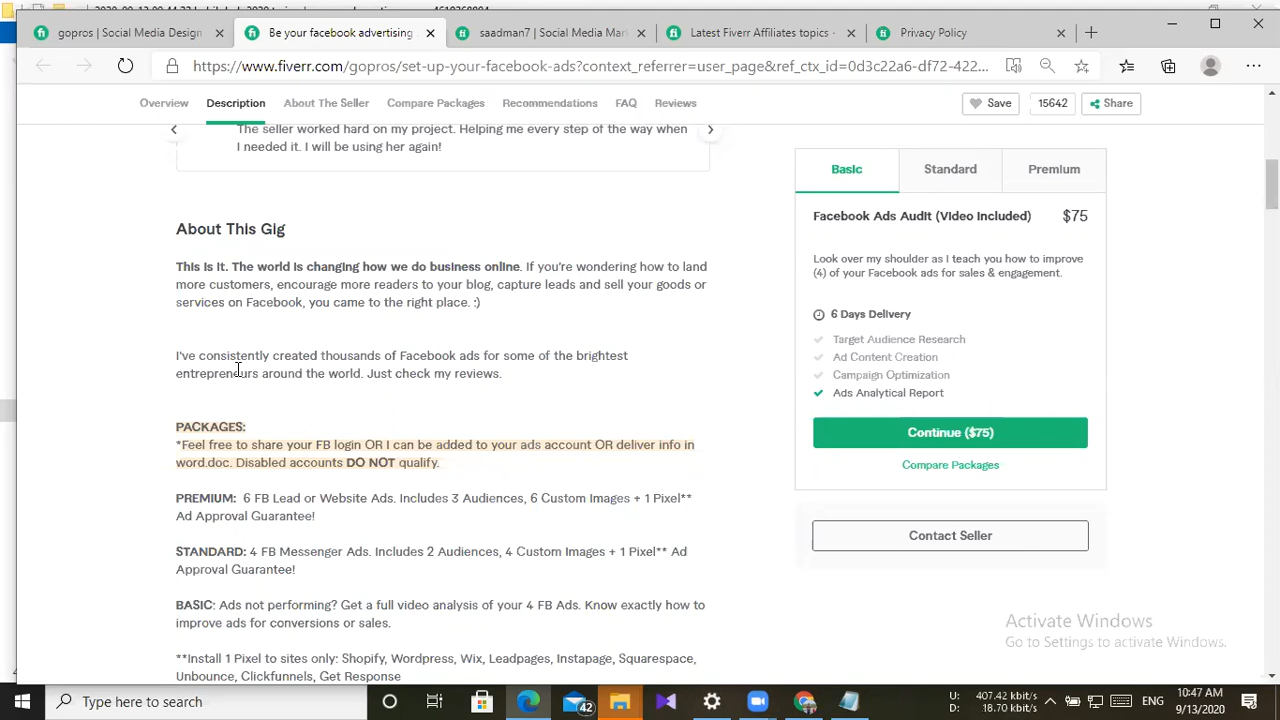 gopros | Social Media Design
Be your facebook advertising
saadman7 | Social Media Mar
Latest Fiverr Affiliates topics -
Privacy Policy
https://www.fiverr.com/gopros/set-up-your-facebook-ads?context_referrer=user_page&ref_ctx_id=0d3c22a6-df72-422...
Overview Description About The Seller Compare Packages Recommendations FAQ Reviews Save 15642 Share
The seller worked hard on my project. Helping me every step of the way when
I needed it. I will be using her again!
About This Gig
This is it. The world is changing how we do business online. If you're wondering how to land
more customers, encourage more readers to your blog, capture leads and sell your goods or
services on Facebook, you came to the right place. :)
I've consistently created thousands of Facebook ads for some of the brightest
entrepreneurs around the world. Just check my reviews.
PACKAGES:
*Feel free to share your FB login OR I can be added to your ads account OR deliver info in
word.doc. Disabled accounts DO NOT qualify.
PREMIUM: 6 FB Lead or Website Ads. Includes 3 Audiences, 6 Custom Images + 1 Pixel**
Ad Approval Guarantee!
STANDARD: 4 FB Messenger Ads. Includes 2 Audiences, 4 Custom Images + 1 Pixel** Ad
Approval Guarantee!
BASIC: Ads not performing? Get a full video analysis of your 4 FB Ads. Know exactly how to
improve ads for conversions or sales.
**Install 1 Pixel to sites only: Shopify, Wordpress, Wix, Leadpages, Instapage, Squarespace,
Unbounce, Clickfunnels, Get Response
Basic Standard Premium
Facebook Ads Audit (Video Included) $75
Look over my shoulder as I teach you how to improve
(4) of your Facebook ads for sales & engagement.
6 Days Delivery
Target Audience Research
Ad Content Creation
Campaign Optimization
Ads Analytical Report
Continue ($75)
Compare Packages
Contact Seller
Activate Windows
Go to Settings to activate Windows.
Type here to search
42
U: 407.42 kbit/s
D: 18.70 kbit/s
ENG
10:47 AM
9/13/2020